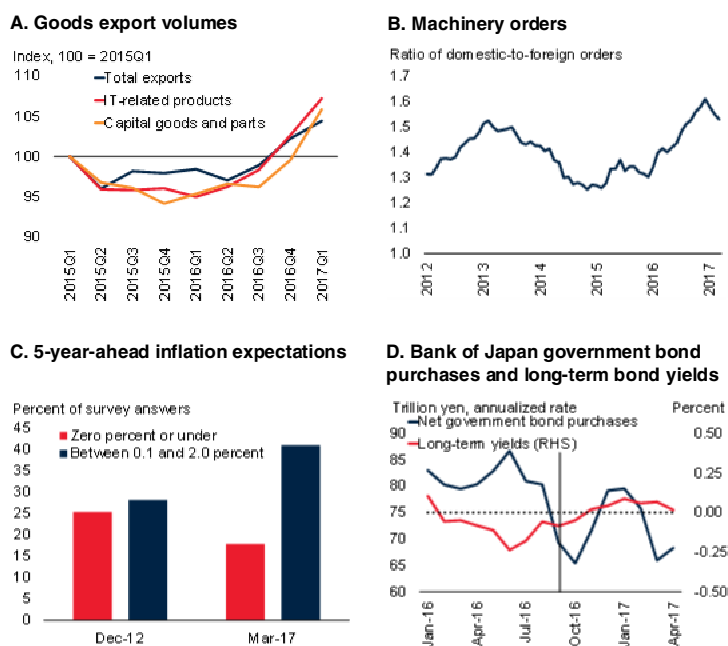 A. Goods export volumes
Index, 100 = 2015Q1
110
105
100
95
90
Total exports
IT-related products
Capital goods and parts
2015Q1
2015Q2
2015Q3
2015Q4
2016Q1
2016Q2
2016Q3
2016Q4
2017Q1
B. Machinery orders
Ratio of domestic-to-foreign orders
1.7
1.6
1.5
1.4
1.3
1.2
1.1
1.0
2012
2013
2014
2015
2016
2017
C. 5-year-ahead inflation expectations
Percent of survey answers
45
40
35
30
25
20
15
10
5
0
Zero percent or under
Between 0.1 and 2.0 percent
Dec-12
Mar-17
D. Bank of Japan government bond
purchases and long-term bond yields
Trillion yen, annualized rate
Percent
Net government bond purchases
Long-term yields (RHS)
90
85
80
75
70
65
60
0.50
0.25
0.00
-0.25
-0.50
Jan-16
Apr-16
Jul-16
Oct-16
Jan-17
Apr-17